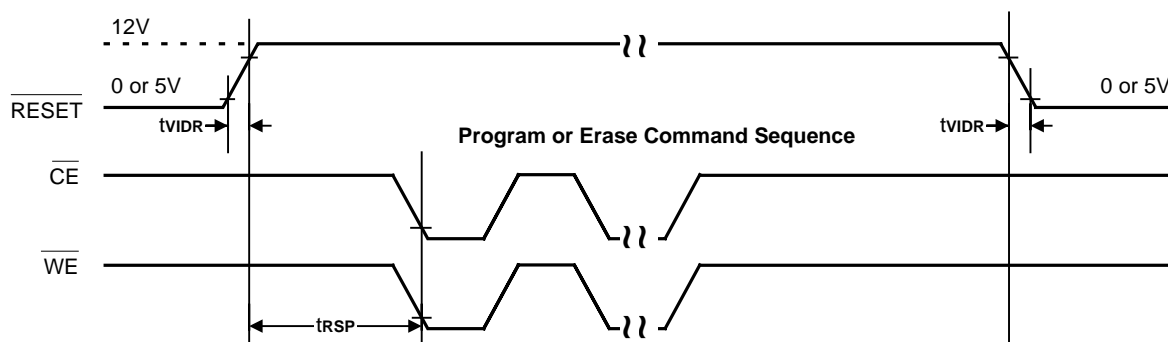 12V
0 or 5V
0 or 5V
RESET
tVIDR
tVIDR
Program or Erase Command Sequence
CE
WE
tRSP